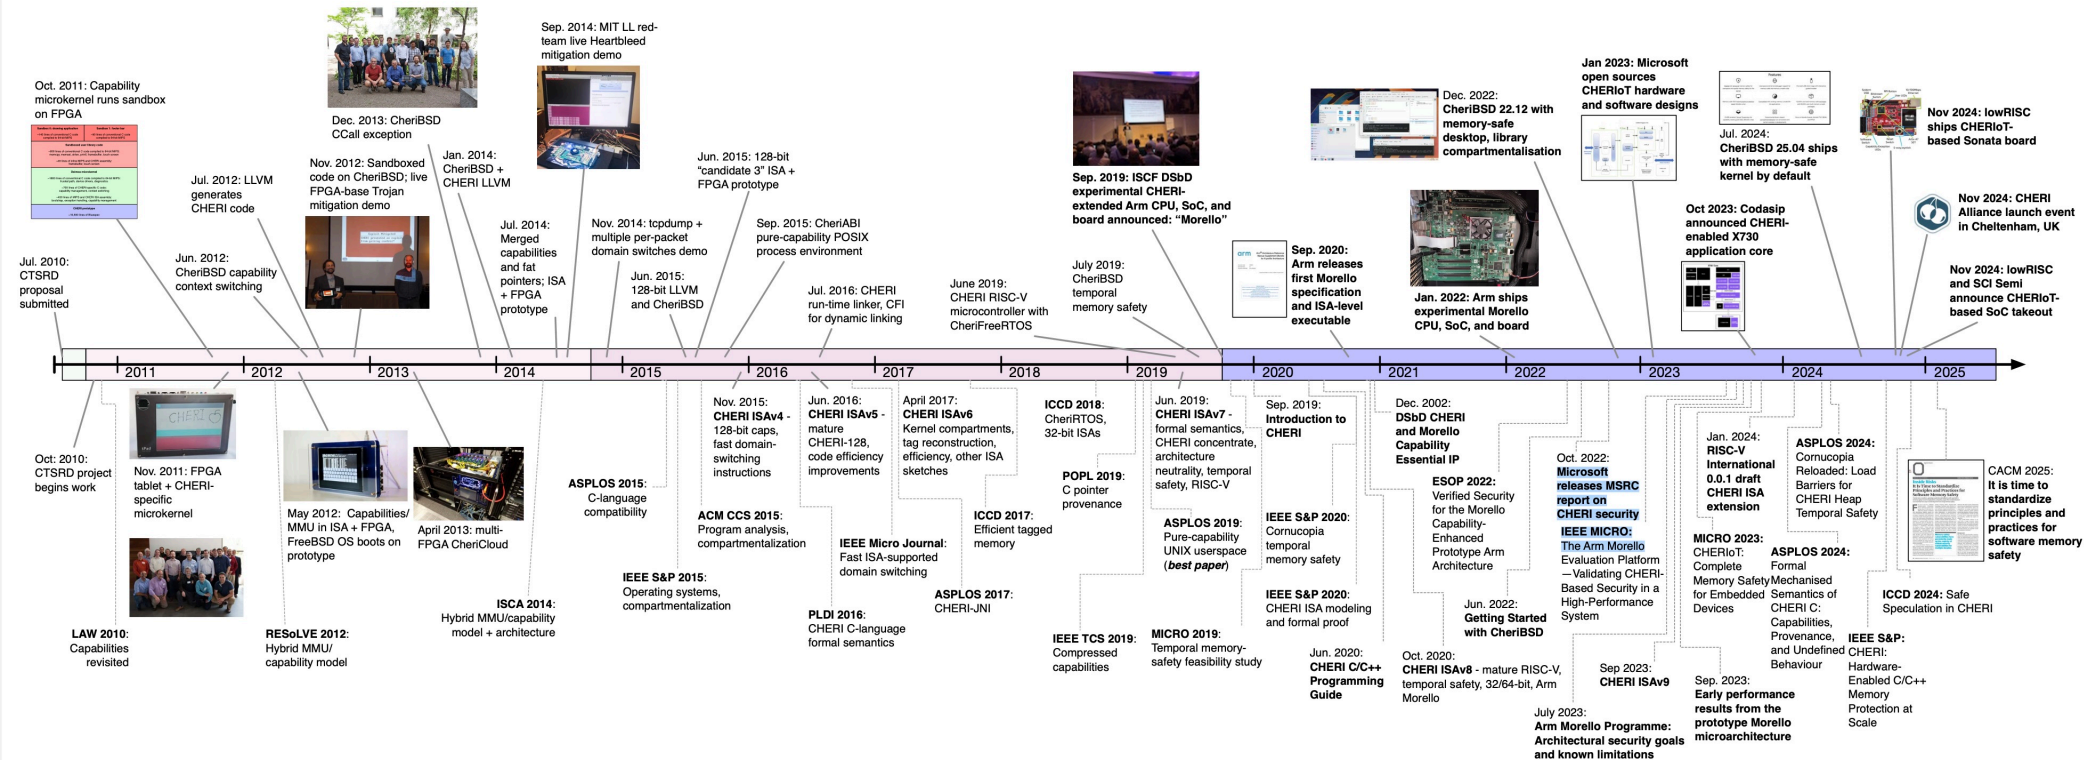 Oct. 2011: Capability
microkernel runs sandbox
on FPGA
Jul. 2010:
CTSRD
proposal
submitted
Jul. 2012: LLVM
generates
CHERI code
Jun. 2012:
CheriBSD capability
context switching
Dec. 2013: CheriBSD
CCall exception
Nov. 2012: Sandboxed
code on CheriBSD; live
FPGA-base Trojan
mitigation demo
Jan. 2014:
CheriBSD +
CHERI LLVM
Jul. 2014:
Merged
capabilities
and fat
pointers; ISA
+ FPGA
prototype
Sep. 2014: MIT LL red-
team live Heartbleed
mitigation demo
Nov. 2014: tcpdump +
multiple per-packet
domain switches demo
Jun. 2015:
128-bit LLVM
and CheriBSD
Jun. 2015: 128-bit
“candidate 3” ISA +
FPGA prototype
Sep. 2015: CheriABI
pure-capability POSIX
process environment
Jul. 2016: CHERI
run-time linker, CFI
for dynamic linking
June 2019:
CHERI RISC-V
microcontroller with
CheriFreeRTOS
July 2019:
CheriBSD
temporal
memory safety
Sep. 2019: ISCF DSbD
experimental CHERI-
extended Arm CPU, SoC, and
board announced: “Morello”
arm
Sep. 2020:
Arm releases
first Morello
specification
and ISA-level
executable
Dec. 2022:
CheriBSD 22.12 with
memory-safe
desktop, library
compartmentalisation
Jan. 2022: Arm ships
experimental Morello
CPU, SoC, and board
Jan 2023: Microsoft
open sources
CHERIoT hardware
and software designs
Oct 2023: Codasip
announced CHERI-
enabled X730
application core
Features
Jul. 2024:
CheriBSD 25.04 ships
with memory-safe
kernel by default
Nov 2024: lowRISC
ships CHERIoT-
based Sonata board
Nov 2024: CHERI
Alliance launch event
in Cheltenham, UK
Nov 2024: lowRISC
and SCI Semi
announce CHERIoT-
based SoC takeout
2011 2012 2013 2014 2015 2016 2017 2018 2019 2020 2021 2022 2023 2024 2025
Oct. 2010:
CTSRD project
begins work
LAW 2010:
Capabilities
revisited
CHERI
Nov. 2011: FPGA
tablet + CHERI-
specific
microkernel
RESoLVE 2012:
Hybrid MMU/
capability model
May 2012: Capabilities/
MMU in ISA + FPGA,
FreeBSD OS boots on
prototype
April 2013: multi-
FPGA CheriCloud
ISCA 2014:
Hybrid MMU/capability
model + architecture
ASPLOS 2015:
C-language
compatibility
IEEE S&P 2015:
Operating systems,
compartmentalization
Nov. 2015:
CHERI ISAv4 -
128-bit caps,
fast domain-
switching
instructions
ACM CCS 2015:
Program analysis,
compartmentalization
Jun. 2016:
CHERI ISAv5 -
mature
CHERI-128,
code efficiency
improvements
PLDI 2016:
CHERI C-language
formal semantics
IEEE Micro Journal:
Fast ISA-supported
domain switching
April 2017:
CHERI ISAv6
Kernel compartments,
tag reconstruction,
efficiency, other ISA
sketches
ASPLOS 2017:
CHERI-JNI
ICCD 2017:
Efficient tagged
memory
ICCD 2018:
CheriRTOS,
32-bit ISAs
POPL 2019:
C pointer
provenance
IEEE TCS 2019:
Compressed
capabilities
Jun. 2019:
CHERI ISAv7 -
formal semantics,
CHERI concentrate,
architecture
neutrality, temporal
safety, RISC-V
ASPLOS 2019:
Pure-capability
UNIX userspace
(best paper)
MICRO 2019:
Temporal memory-
safety feasibility study
Sep. 2019:
Introduction to
CHERI
IEEE S&P 2020:
Cornucopia
temporal
memory safety
IEEE S&P 2020:
CHERI ISA modeling
and formal proof
Jun. 2020:
CHERI C/C++
Programming
Guide
Dec. 2002:
DSbD CHERI
and Morello
Capability
Essential IP
Oct. 2020:
CHERI ISAv8 - mature RISC-V,
temporal safety, 32/64-bit, Arm
Morello
ESOP 2022:
Verified Security
for the Morello
Capability-
Enhanced
Prototype Arm
Architecture
Jun. 2022:
Getting Started
with CheriBSD
Oct. 2022:
Microsoft
releases MSRC
report on
CHERI security
IEEE MICRO:
The Arm Morello
Evaluation Platform
—Validating CHERI-
Based Security in a
High-Performance
System
July 2023:
Arm Morello Programme:
Architectural security goals
and known limitations
Sep 2023:
CHERI ISAv9
Sep. 2023:
Early performance
results from the
prototype Morello
microarchitecture
Jan. 2024:
RISC-V
International
0.0.1 draft
CHERI ISA
extension
MICRO 2023:
CHERIoT:
Complete
Memory Safety
for Embedded
Devices
ASPLOS 2024:
Cornucopia
Reloaded: Load
Barriers for
CHERI Heap
Temporal Safety
ASPLOS 2024:
Formal
Mechanised
Semantics of
CHERI C:
Capabilities,
Provenance,
and Undefined
Behaviour
IEEE S&P:
CHERI:
Hardware-
Enabled C/C++
Memory
Protection at
Scale
ICCD 2024: Safe
Speculation in CHERI
It Is Time to Standardize
Principles and Practices for
Software Memory Safety
CACM 2025:
It is time to
standardize
principles and
practices for
software memory
safety